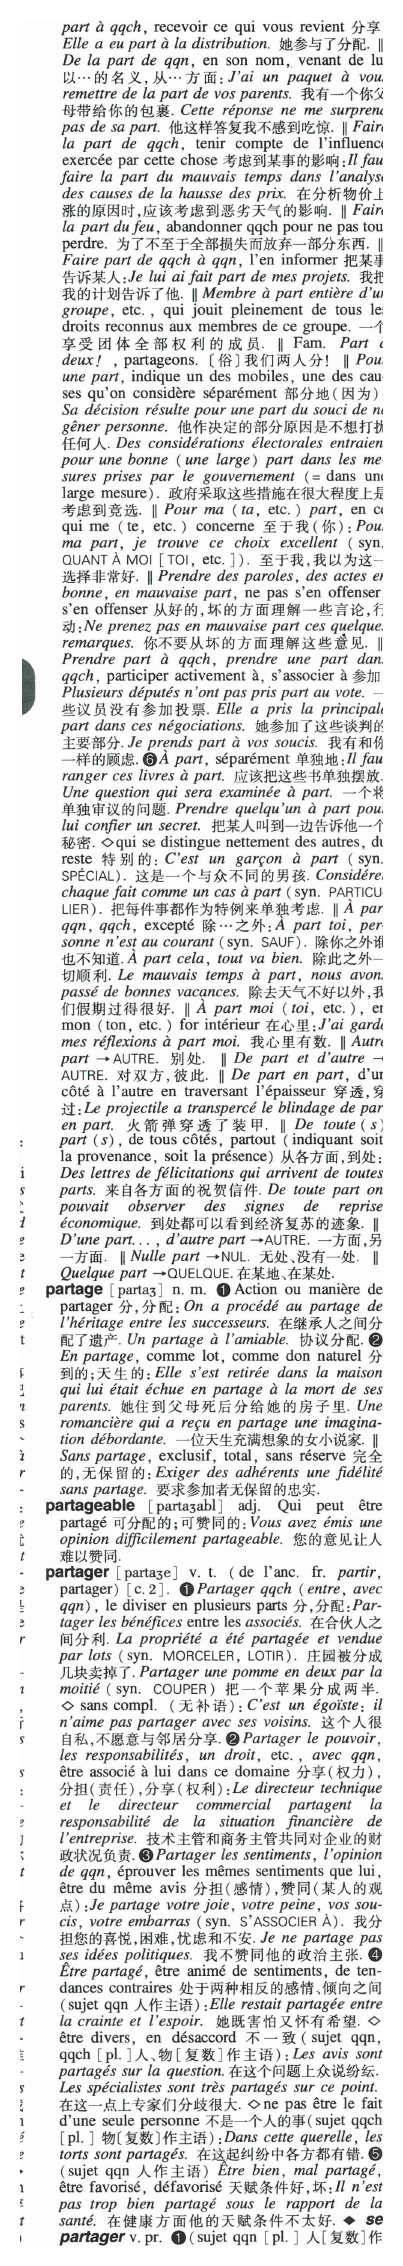 part à qqch, recevoir ce qui vous revient 分享
Elle a eu part à la distribution. 她参与了分配. ‖
De la part de qqn, en son nom, venant de lu
以…的名义,从…方面:J'ai un paquet à vou
remettre de la part de vos parents. 我有一个你父
母带给你的包裹. Cette réponse ne me surprend
pas de sa part. 他这样答复我不感到吃惊. ‖ Faire
la part de qqch, tenir compte de l'influence
exercée par cette chose 考虑到某事的影响:Il fau
faire la part du mauvais temps dans l'analyse
des causes de la hausse des prix. 在分析物价上
涨的原因时,应该考虑到恶劣天气的影响. ‖ Faire
la part du feu, abandonner qqch pour ne pas tou
perdre. 为了不至于全部损失而放弃一部分东西. ‖
Faire part de qqch à qqn, l'en informer 把某事
告诉某人:Je lui ai fait part de mes projets. 我把
我的计划告诉了他. ‖ Membre à part entière d'un
groupe, etc. , qui jouit pleinement de tous les
droits reconnus aux membres de ce groupe. 一个
享受团体全部权利的成员. ‖ Fam. Part à
deux! , partageons. 〔俗〕我们两人分! ‖ Pou
une part, indique un des mobiles, une des cau-
ses qu'on considère séparément 部分地(因为)
Sa décision résulte pour une part du souci de ne
gêner personne. 他作决定的部分原因是不想打扰
任何人. Des considérations électorales entraient
pour une bonne (une large) part dans les me-
sures prises par le gouvernement (= dans une
large mesure). 政府采取这些措施在很大程度上是
考虑到竞选. ‖ Pour ma (ta, etc.) part, en ce
qui me (te, etc.) concerne 至于我(你): Pou
ma part, je trouve ce choix excellent (syn.
QUANT À MOI [TOI, etc. ]). 至于我,我以为这一
选择非常好. ‖ Prendre des paroles, des actes en
bonne, en mauvaise part, ne pas s'en offenser
s'en offenser 从好的,坏的方面理解一些言论,行
动:Ne prenez pas en mauvaise part ces quelque
remarques. 你不要从坏的方面理解这些意见. ‖
Prendre part à qqch, prendre une part dan
qqch, participer activement à, s'associer à 参加
Plusieurs députés n'ont pas pris part au vote. 一
些议员没有参加投票. Elle a pris la principale
part dans ces négociations. 她参加了这些谈判的
主要部分. Je prends part à vos soucis. 我有和你
一样的顾虑. ❻À part, séparément 单独地:Il fau
ranger ces livres à part. 应该把这些书单独摆放.
Une question qui sera examinée à part. 一个将
单独审议的问题. Prendre quelqu'un à part pou
lui confier un secret. 把某人叫到一边告诉他一个
秘密. ◇qui se distingue nettement des autres, du
reste 特别的: C'est un garçon à part (syn.
SPÉCIAL). 这是一个与众不同的男孩. Considérer
chaque fait comme un cas à part (syn. PARTICU
LIER). 把每件事都作为特例来单独考虑. ‖ À par
qqn, qqch, excepté 除…之外:À part toi, per-
sonne n'est au courant (syn. SAUF). 除你之外谁
也不知道. À part cela, tout va bien. 除此之外一
切顺利. Le mauvais temps à part, nous avons
passé de bonnes vacances. 除去天气不好以外,我
们假期过得很好. ‖ À part moi (toi, etc.), en
mon (ton, etc.) for intérieur 在心里:J'ai gardé
mes réflexions à part moi. 我心里有数. ‖ Autre
part →AUTRE. 别处. ‖ De part et d'autre →
AUTRE. 对双方,彼此. ‖ De part en part, d'un
côté à l'autre en traversant l'épaisseur 穿透,穿
过:Le projectile a transpercé le blindage de par
en part. 火箭弹穿透了装甲. ‖ De toute (s)
part (s), de tous côtés, partout (indiquant soit
la provenance, soit la présence) 从各方面,到处:
Des lettres de félicitations qui arrivent de toutes
parts. 来自各方面的祝贺信件. De toute part on
pouvait observer des signes de reprise
économique. 到处都可以看到经济复苏的迹象. ‖
D'une part..., d'autre part →AUTRE. 一方面,另
一方面. ‖ Nulle part →NUL. 无处、没有一处. ‖
Quelque part →QUELQUE. 在某地、在某处.
partage [partaʒ] n. m. ❶Action ou manière de
partager 分,分配:On a procédé au partage de
l'héritage entre les successeurs. 在继承人之间分
配了遗产. Un partage à l'amiable. 协议分配. ❷
En partage, comme lot, comme don naturel 分
到的;天生的:Elle s'est retirée dans la maison
qui lui était échue en partage à la mort de ses
parents. 她住到父母死后分给她的房子里. Une
romancière qui a reçu en partage une imagina-
tion débordante. 一位天生充满想象的女小说家. ‖
Sans partage, exclusif, total, sans réserve 完全
的,无保留的:Exiger des adhérents une fidélité
sans partage. 要求参加者无保留的忠实.
partageable [partaʒabl] adj. Qui peut être
partagé 可分配的;可赞同的:Vous avez émis une
opinion difficilement partageable. 您的意见让人
难以赞同.
partager [partaʒe] v. t. (de l'anc. fr. partir,
partager) [c. 2]. ❶Partager qqch (entre, avec
qqn), le diviser en plusieurs parts 分,分配:Par-
tager les bénéfices entre les associés. 在合伙人之
间分利. La propriété a été partagée et vendue
par lots (syn. MORCELER, LOTIR). 庄园被分成
几块卖掉了. Partager une pomme en deux par la
moitié (syn. COUPER) 把一个苹果分成两半.
◇ sans compl. (无补语): C'est un égoïste: il
n'aime pas partager avec ses voisins. 这个人很
自私,不愿意与邻居分享. ❷Partager le pouvoir,
les responsabilités, un droit, etc., avec qqn,
être associé à lui dans ce domaine 分享(权力),
分担(责任),分享(权利):Le directeur technique
et le directeur commercial partagent la
responsabilité de la situation financière de
l'entreprise. 技术主管和商务主管共同对企业的财
政状况负责. ❸Partager les sentiments, l'opinion
de qqn, éprouver les mêmes sentiments que lui,
être du même avis 分担(感情),赞同(某人的观
点):Je partage votre joie, votre peine, vos sou-
cis, votre embarras (syn. S'ASSOCIER À). 我分
担您的喜悦,困难,忧虑和不安. Je ne partage pas
ses idées politiques. 我不赞同他的政治主张. ❹
Être partagé, être animé de sentiments, de ten-
dances contraires 处于两种相反的感情、倾向之间
(sujet qqn 人作主语):Elle restait partagée entre
la crainte et l'espoir. 她既害怕又怀有希望. ◇
être divers, en désaccord 不一致(sujet qqn,
qqch [pl. ]人、物[复数]作主语): Les avis sont
partagés sur la question. 在这个问题上众说纷纭.
Les spécialistes sont très partagés sur ce point.
在这一点上专家们分歧很大. ◇ne pas être le fait
d'une seule personne 不是一个人的事(sujet qqch
[pl. ] 物[复数]作主语):Dans cette querelle, les
torts sont partagés. 在这起纠纷中各方都有错. ❺
(sujet qqn 人作主语) Être bien, mal partagé,
être favorisé, défavorisé 天赋条件好,坏:Il n'est
pas trop bien partagé sous le rapport de la
santé. 在健康方面他的天赋条件不太好. ◆ se
partager v. pr. ❶(sujet qqn [pl. ] 人[复数]作